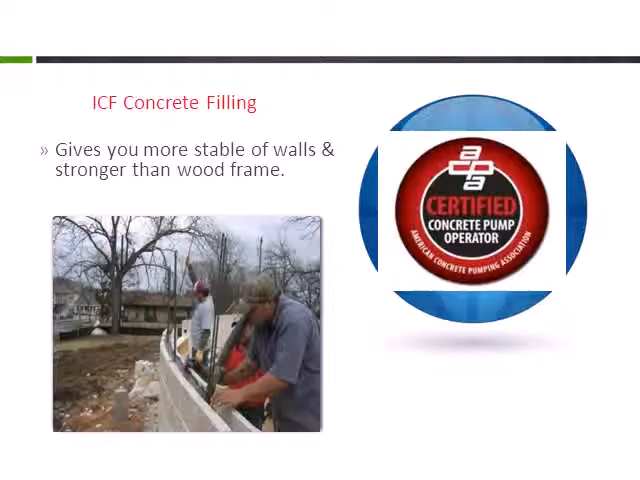 ICF Concrete Filling
» Gives you more stable of walls &
stronger than wood frame.
aca
CERTIFIED
CONCRETE PUMP
OPERATOR
AMERICAN CONCRETE PUMPING ASSOCIATION